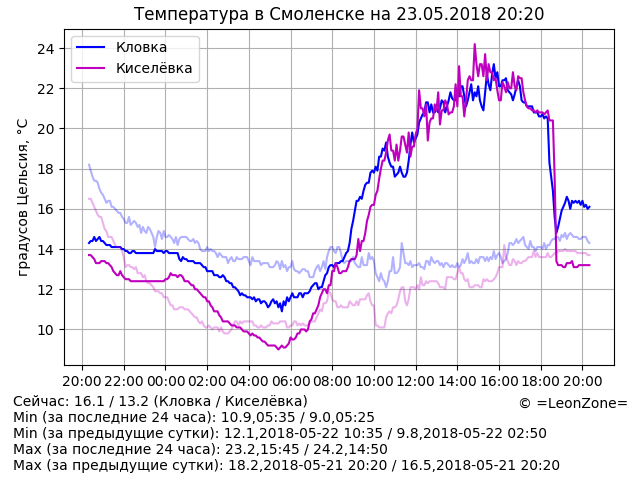 Температура в Смоленске на 23.05.2018 20:20
Кловка
Киселёвка
градусов Цельсия, °C
24
22
20
18
16
14
12
10
20:00 22:00 00:00 02:00 04:00 06:00 08:00 10:00 12:00 14:00 16:00 18:00 20:00
Сейчас: 16.1 / 13.2 (Кловка / Киселёвка)
© =LeonZone=
Min (за последние 24 часа): 10.9,05:35 / 9.0,05:25
Min (за предыдущие сутки): 12.1,2018-05-22 10:35 / 9.8,2018-05-22 02:50
Max (за последние 24 часа): 23.2,15:45 / 24.2,14:50
Max (за предыдущие сутки): 18.2,2018-05-21 20:20 / 16.5,2018-05-21 20:20